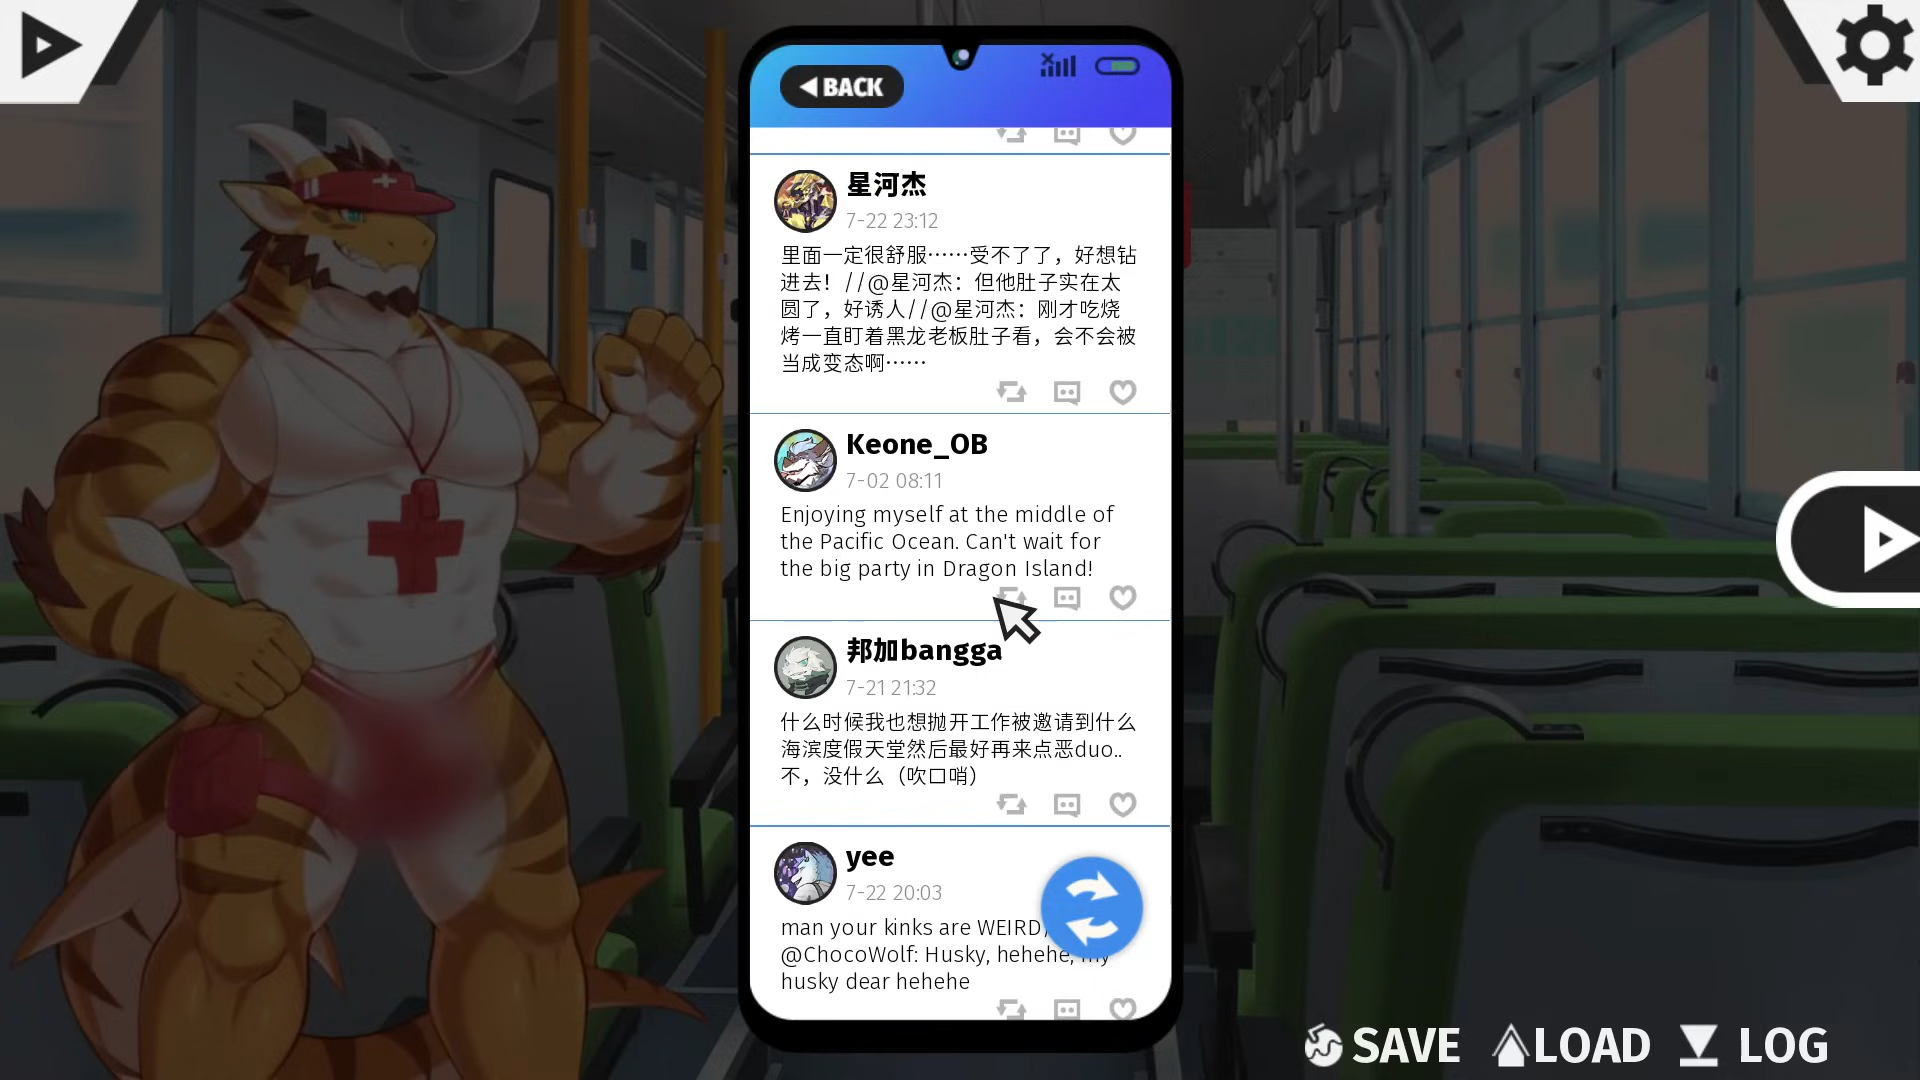 BACK
星河杰
7-22 23:12
里面一定很舒服……受不了了，好想钻
进去！//@星河杰：但他肚子实在太
圆了，好诱人//@星河杰：刚才吃烧
烤一直盯着黑龙老板肚子看，会不会被
当成变态啊……
Keone_OB
7-02 08:11
Enjoying myself at the middle of
the Pacific Ocean. Can't wait for
the big party in Dragon Island!
邦加bangga
7-21 21:32
什么时候我也想抛开工作被邀请到什么
海滨度假天堂然后最好再来点恶duo..
不，没什么（吹口哨）
yee
7-22 20:03
man your kinks are WEIRD/
@ChocoWolf: Husky, hehehe, my
husky dear hehehe
SAVE LOAD LOG